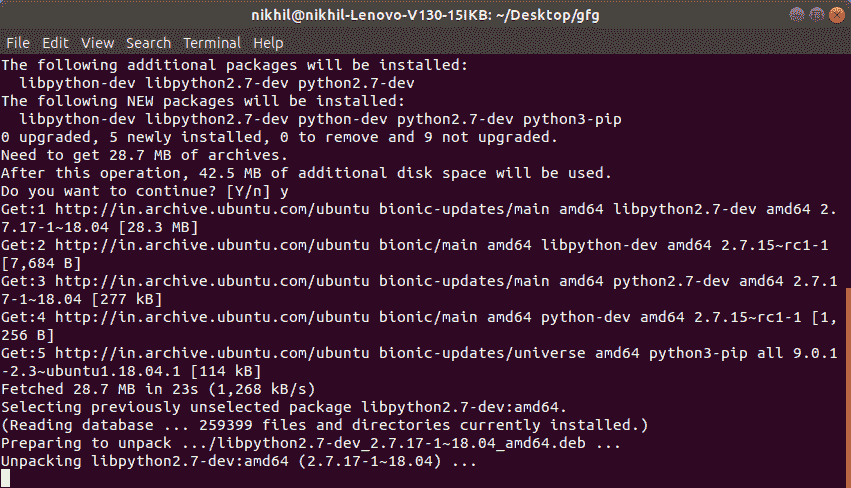 nikhil@nikhil-Lenovo-V130-15IKB: ~/Desktop/gfg
File Edit View Search Terminal Help
The following additional packages will be installed:
  libpython-dev libpython2.7-dev python2.7-dev
The following NEW packages will be installed:
  libpython-dev libpython2.7-dev python-dev python2.7-dev python3-pip
0 upgraded, 5 newly installed, 0 to remove and 9 not upgraded.
Need to get 28.7 MB of archives.
After this operation, 42.5 MB of additional disk space will be used.
Do you want to continue? [Y/n] y
Get:1 http://in.archive.ubuntu.com/ubuntu bionic-updates/main amd64 libpython2.7-dev amd64 2.
7.17-1~18.04 [28.3 MB]
Get:2 http://in.archive.ubuntu.com/ubuntu bionic/main amd64 libpython-dev amd64 2.7.15~rc1-1
[7,684 B]
Get:3 http://in.archive.ubuntu.com/ubuntu bionic-updates/main amd64 python2.7-dev amd64 2.7.1
7-1~18.04 [277 kB]
Get:4 http://in.archive.ubuntu.com/ubuntu bionic/main amd64 python-dev amd64 2.7.15~rc1-1 [1,
256 B]
Get:5 http://in.archive.ubuntu.com/ubuntu bionic-updates/universe amd64 python3-pip all 9.0.1
-2.3~ubuntu1.18.04.1 [114 kB]
Fetched 28.7 MB in 23s (1,268 kB/s)
Selecting previously unselected package libpython2.7-dev:amd64.
(Reading database ... 259399 files and directories currently installed.)
Preparing to unpack .../libpython2.7-dev_2.7.17-1~18.04_amd64.deb ...
Unpacking libpython2.7-dev:amd64 (2.7.17-1~18.04) ...